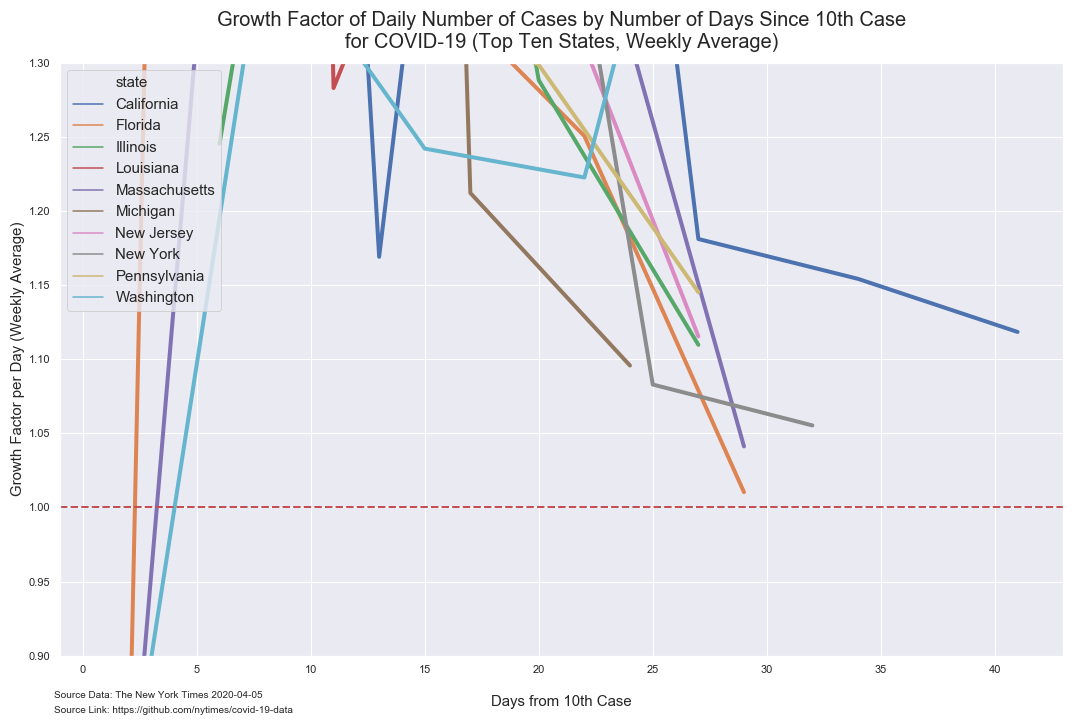 Growth Factor of Daily Number of Cases by Number of Days Since 10th Case
for COVID-19 (Top Ten States, Weekly Average)
Growth Factor per Day (Weekly Average)
1.30
1.25
1.20
1.15
1.10
1.05
1.00
0.95
0.90
state
California
Florida
Illinois
Louisiana
Massachusetts
Michigan
New Jersey
New York
Pennsylvania
Washington
0 5 10 15 20 25 30 35 40
Days from 10th Case
Source Data: The New York Times 2020-04-05
Source Link: https://github.com/nytimes/covid-19-data